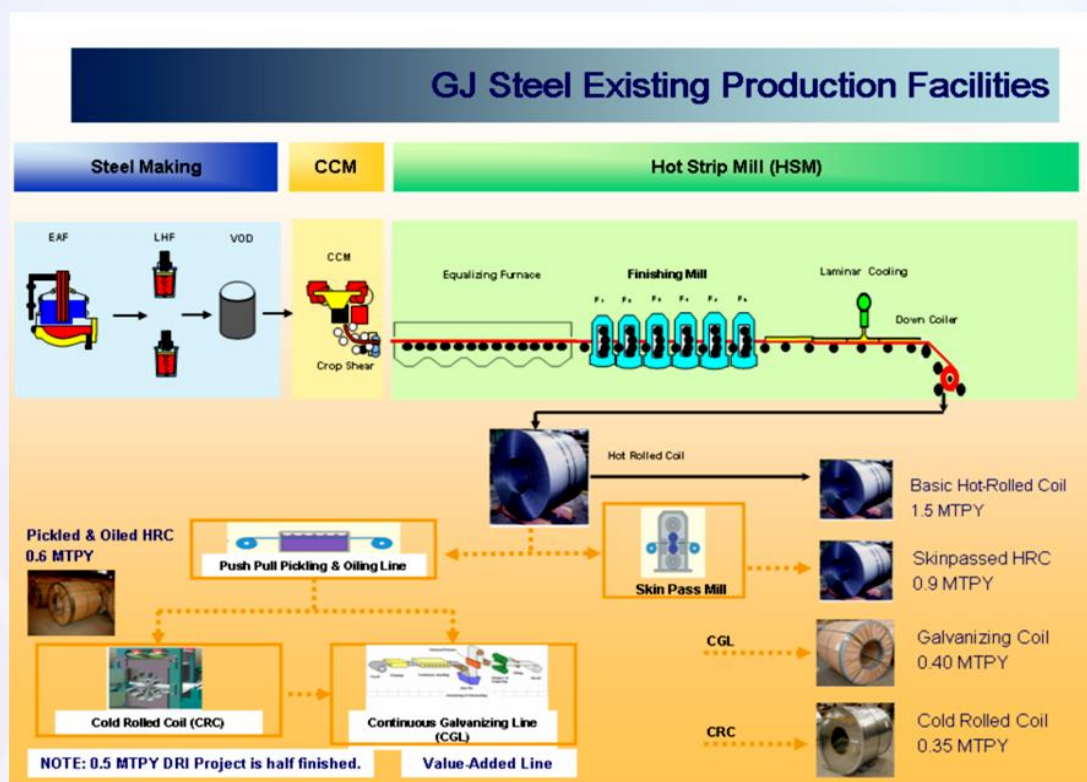 GJ Steel Existing Production Facilities
Steel Making
CCM
Hot Strip Mill (HSM)
EAF
LHF
VOD
CCM
Crop Shear
Equalizing Furnace
Finishing Mill
Laminar Cooling
Down Coiler
Hot Rolled Coil
Basic Hot-Rolled Coil
1.5 MTPY
Pickled & Oiled HRC
0.6 MTPY
Push Pull Pickling & Oiling Line
Skin Pass Mill
Skinpassed HRC
0.9 MTPY
CGL
Galvanizing Coil
0.40 MTPY
Cold Rolled Coil (CRC)
Continuous Galvanizing Line
(CGL)
CRC
Cold Rolled Coil
0.35 MTPY
NOTE: 0.5 MTPY DRI Project is half finished.
Value-Added Line